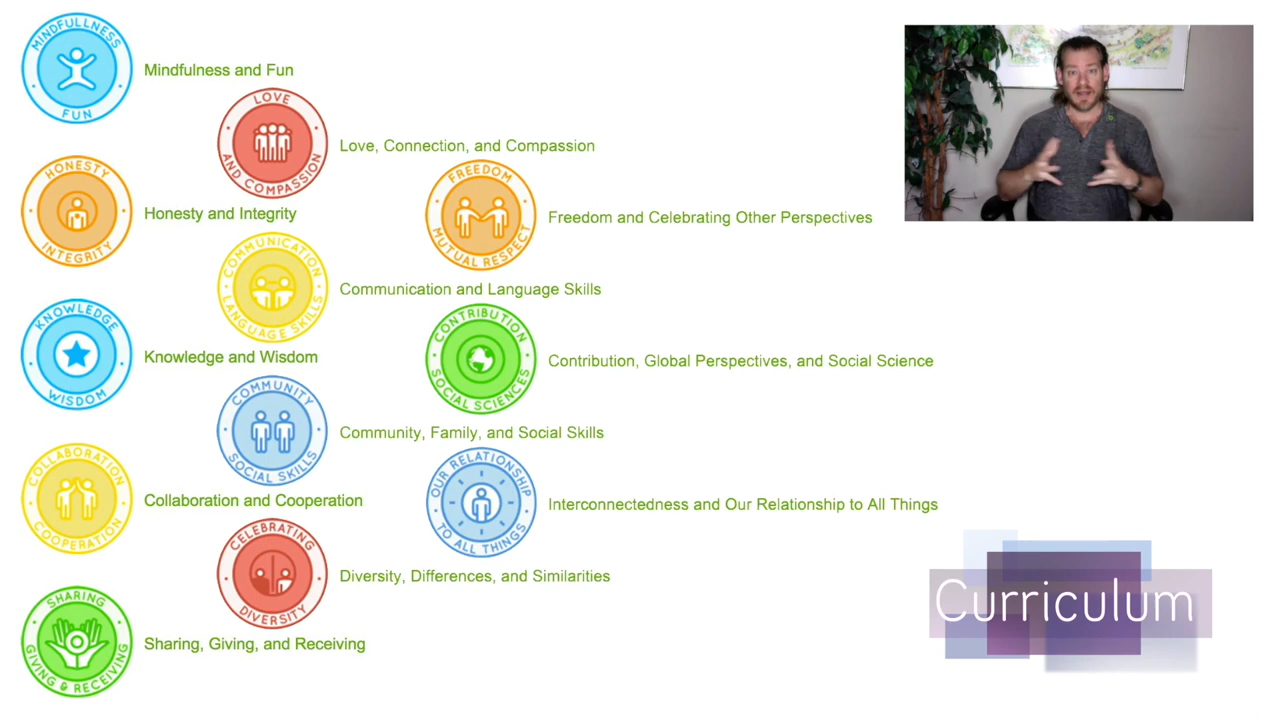 MINDFULLNESS
FUN
Mindfulness and Fun
LOVE
AND COMPASSION
Love, Connection, and Compassion
HONESTY
INTEGRITY
Honesty and Integrity
FREEDOM
MUTUAL RESPECT
Freedom and Celebrating Other Perspectives
COMMUNICATION
LANGUAGE SKILLS
Communication and Language Skills
KNOWLEDGE
WISDOM
Knowledge and Wisdom
CONTRIBUTION
SOCIAL SCIENCES
Contribution, Global Perspectives, and Social Science
COMMUNITY
SOCIAL SKILLS
Community, Family, and Social Skills
COLLABORATION
COOPERATION
Collaboration and Cooperation
OUR RELATIONSHIP
TO ALL THINGS
Interconnectedness and Our Relationship to All Things
CELEBRATING
DIVERSITY
Diversity, Differences, and Similarities
SHARING
GIVING & RECEIVING
Sharing, Giving, and Receiving
Curriculum